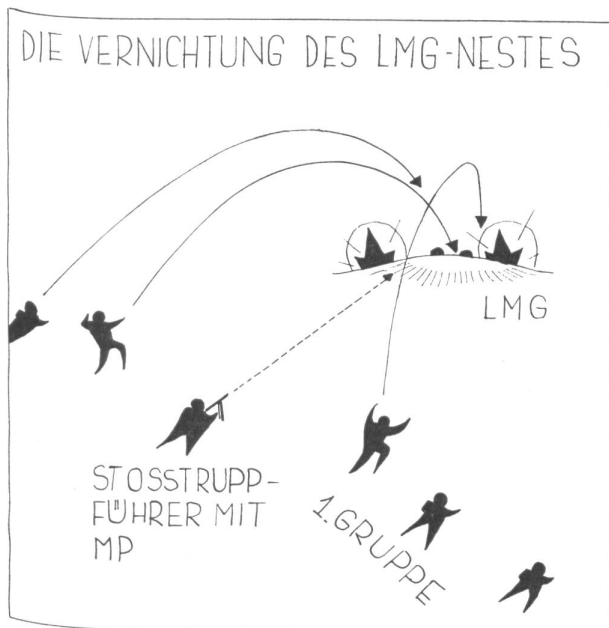 DIE VERNICHTUNG DES LMG-NESTES
LMG
STOSSTRUPP-
FÜHRER MIT
MP
1. GRUPPE